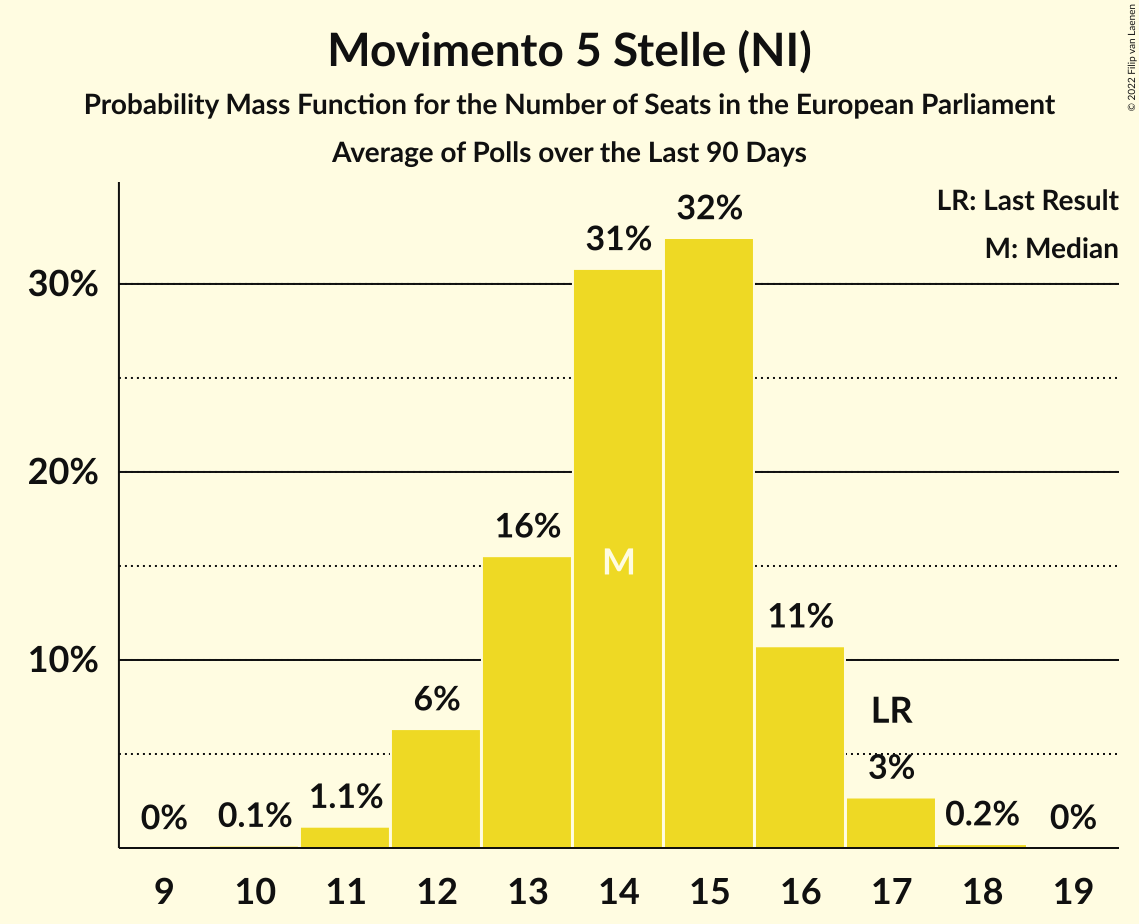 Movimento 5 Stelle (NI)
Probability Mass Function for the Number of Seats in the European Parliament
Average of Polls over the Last 90 Days
© 2022 Filip van Laenen
LR: Last Result
M: Median
30%
20%
10%
0%
0.1%
1.1%
6%
16%
31%
M
32%
11%
LR
3%
0.2%
0%
9 10 11 12 13 14 15 16 17 18 19